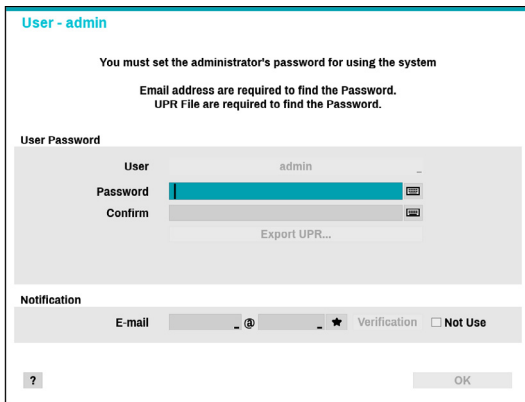 User - admin
You must set the administrator's password for using the system
Email address are required to find the Password.
UPR File are required to find the Password.
User Password
User admin _
Password
Confirm
Export UPR...
Notification
E-mail _ @ _ ★ Verification Not Use
? OK